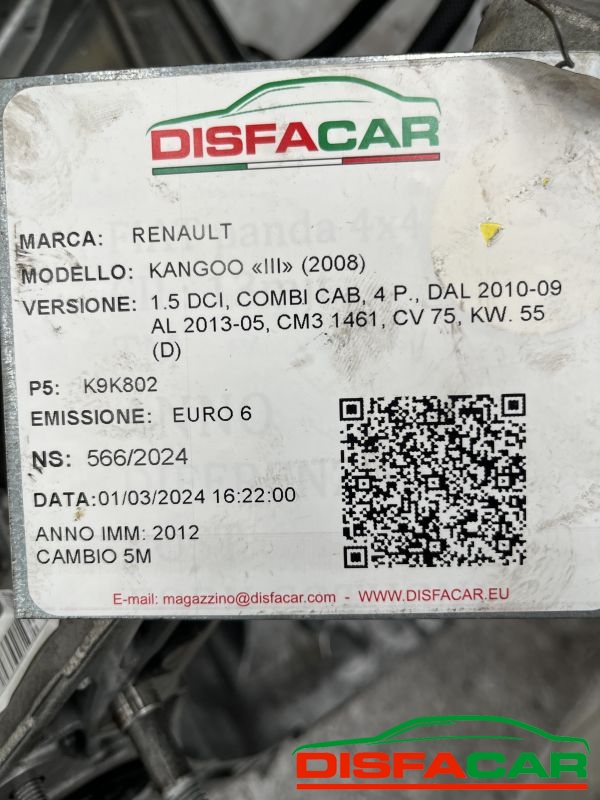 DISFACAR
MARCA: RENAULT
MODELLO: KANGOO «III» (2008)
VERSIONE: 1.5 DCI, COMBI CAB, 4 P., DAL 2010-09
AL 2013-05, CM3 1461, CV 75, KW. 55
(D)
P5: K9K802
EMISSIONE: EURO 6
NS: 566/2024
DATA:01/03/2024 16:22:00
ANNO IMM: 2012
CAMBIO 5M
E-mail: magazzino@disfacar.com - WWW.DISFACAR.EU
DISFACAR